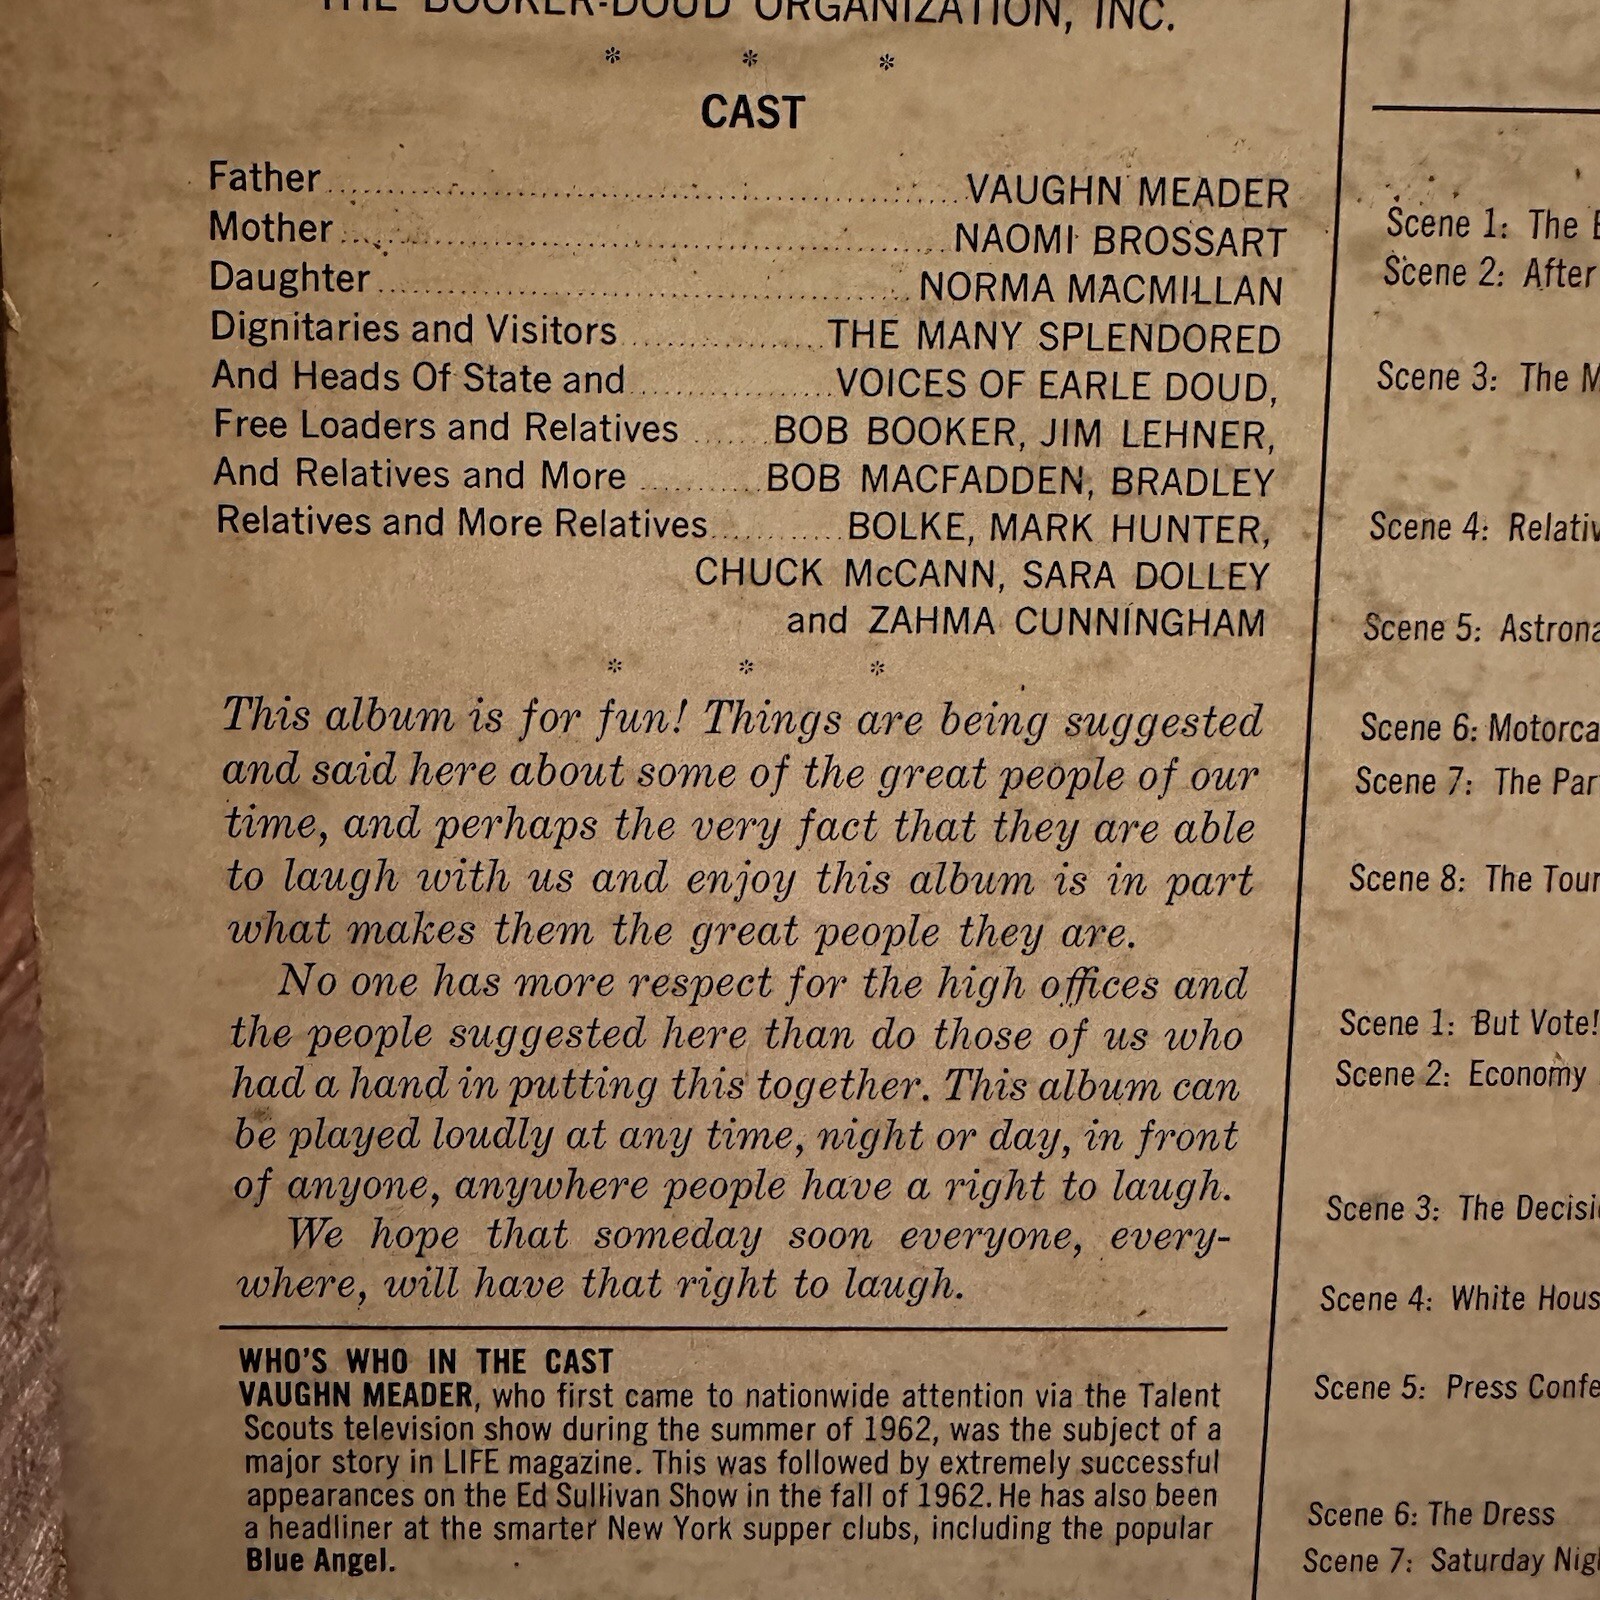 THE BOOKER-DOUD ORGANIZATION, INC.
* * *
CAST
Father VAUGHN MEADER
Mother NAOMI BROSSART
Daughter NORMA MACMILLAN
Dignitaries and Visitors THE MANY SPLENDORED
And Heads Of State and VOICES OF EARLE DOUD,
Free Loaders and Relatives BOB BOOKER, JIM LEHNER,
And Relatives and More BOB MACFADDEN, BRADLEY
Relatives and More Relatives BOLKE, MARK HUNTER,
CHUCK McCANN, SARA DOLLEY
and ZAHMA CUNNINGHAM
* * *
This album is for fun! Things are being suggested
and said here about some of the great people of our
time, and perhaps the very fact that they are able
to laugh with us and enjoy this album is in part
what makes them the great people they are.
No one has more respect for the high offices and
the people suggested here than do those of us who
had a hand in putting this together. This album can
be played loudly at any time, night or day, in front
of anyone, anywhere people have a right to laugh.
We hope that someday soon everyone, every-
where, will have that right to laugh.
WHO'S WHO IN THE CAST
VAUGHN MEADER, who first came to nationwide attention via the Talent
Scouts television show during the summer of 1962, was the subject of a
major story in LIFE magazine. This was followed by extremely successful
appearances on the Ed Sullivan Show in the fall of 1962. He has also been
a headliner at the smarter New York supper clubs, including the popular
Blue Angel.
Scene 1: The
Scene 2: After
Scene 3: The
Scene 4:
Scene 5:
Scene 6:
Scene 7: The
Scene 8: The
Scene 1: But Vote!
Scene 2: Economy
Scene 3: The
Scene 4: White
Scene 5: Press
Scene 6: The Dress
Scene 7: Saturday